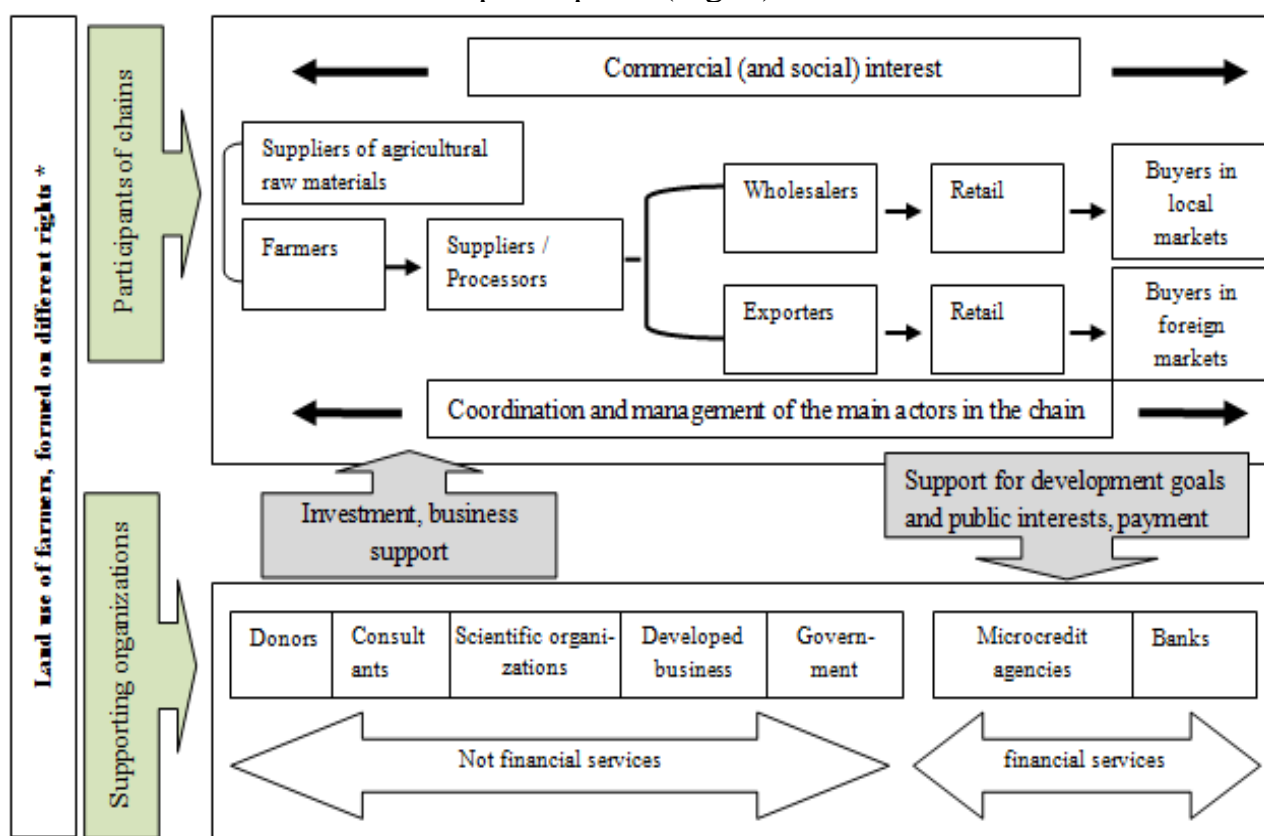 Land use of farmers, formed on different rights *
Participants of chains
Commercial (and social) interest
Suppliers of agricultural
raw materials
Farmers
Suppliers /
Processors
Wholesalers
Retail
Buyers in
local
markets
Exporters
Retail
Buyers in
foreign
markets
Coordination and management of the main actors in the chain
Investment, business
support
Support for development goals
and public interests, payment
Supporting organizations
Donors
Consult
ants
Scientific organi-
zations
Developed
business
Govern-
ment
Microcredit
agencies
Banks
Not financial services
financial services